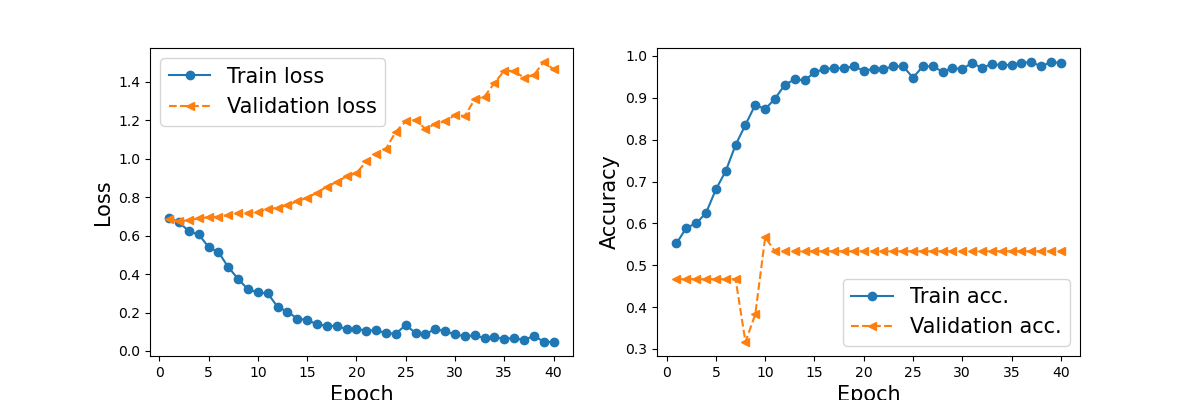 Train loss
Validation loss
Loss
1.4
1.2
1.0
0.8
0.6
0.4
0.2
0.0
0 5 10 15 20 25 30 35 40
Epoch
Accuracy
1.0
0.9
0.8
0.7
0.6
0.5
0.4
0.3
Train acc.
Validation acc.
0 5 10 15 20 25 30 35 40
Epoch